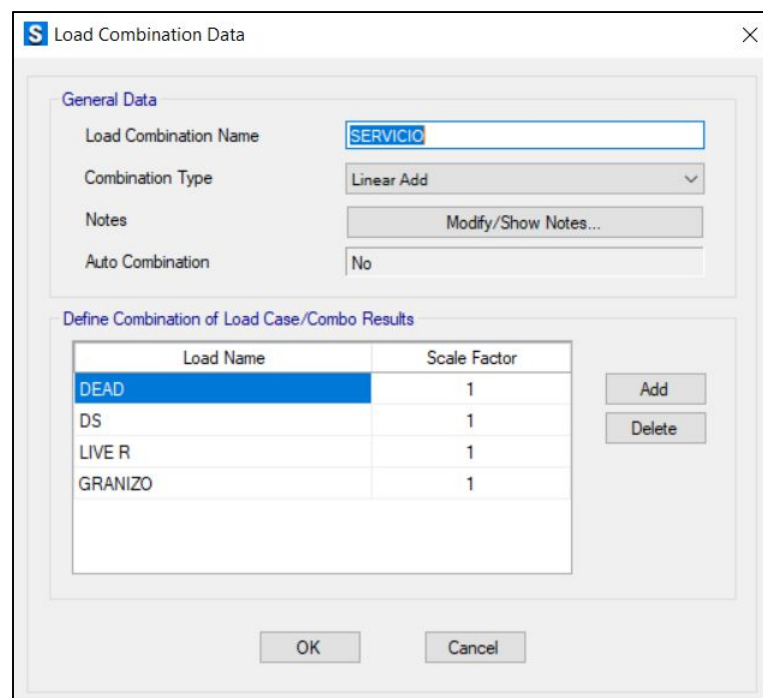 S Load Combination Data
General Data
Load Combination Name SERVICIO
Combination Type Linear Add
Notes Modify/Show Notes...
Auto Combination No
Define Combination of Load Case/Combo Results
Load Name Scale Factor
DEAD 1 Add
DS 1 Delete
LIVE R 1
GRANIZO 1
OK Cancel